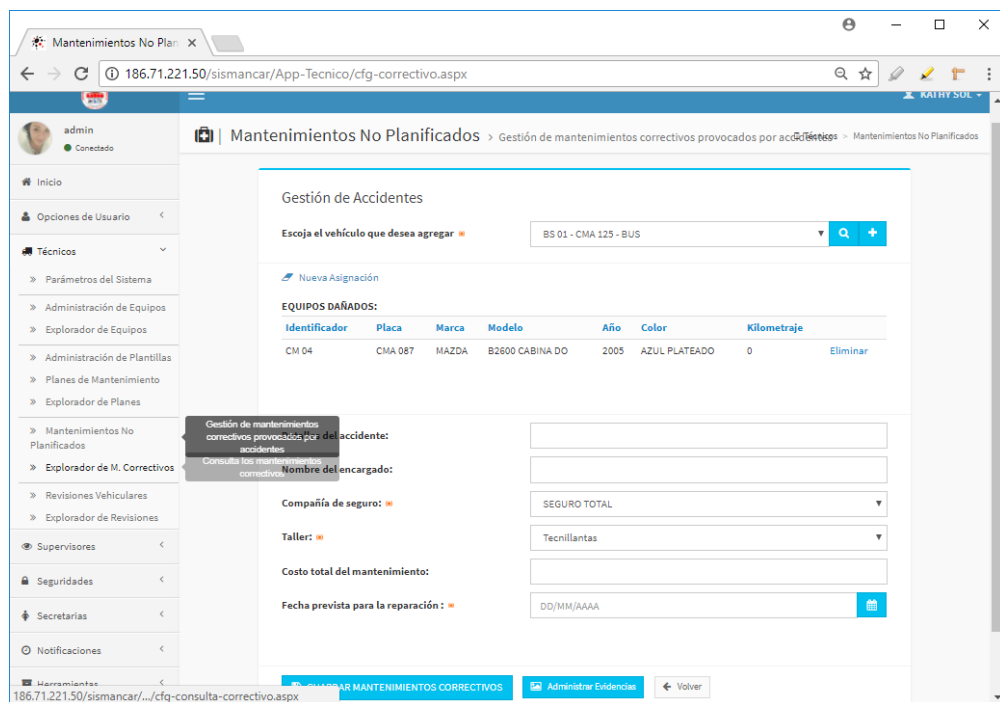 Mantenimientos No Plan
186.71.221.50/sismancar/App-Tecnico/cfg-correctivo.aspx
KATHY SOL
admin
Conectado
Mantenimientos No Planificados > Gestión de mantenimientos correctivos provocados por accidentes
Técnicos > Mantenimientos No Planificados
Inicio
Opciones de Usuario
Técnicos
» Parámetros del Sistema
» Administración de Equipos
» Explorador de Equipos
» Administración de Plantillas
» Planes de Mantenimiento
» Explorador de Planes
» Mantenimientos No
Planificados
» Explorador de M. Correctivos
» Revisiones Vehiculares
» Explorador de Revisiones
Supervisores
Seguridades
Secretarias
Notificaciones
Herramientas
Gestión de mantenimientos
correctivos provocados por
accidentes
Consulta los mantenimientos
correctivos
Gestión de Accidentes
Escoja el vehículo que desea agregar
BS 01 - CMA 125 - BUS
Nueva Asignación
EQUIPOS DAÑADOS:
Identificador Placa Marca Modelo Año Color Kilometraje
CM 04 CMA 087 MAZDA B2600 CABINA DO 2005 AZUL PLATEADO 0 Eliminar
del accidente:
Nombre del encargado:
Compañía de seguro:
SEGURO TOTAL
Taller:
Tecnillantas
Costo total del mantenimiento:
Fecha prevista para la reparación :
DD/MM/AAAA
GUARDAR MANTENIMIENTOS CORRECTIVOS
Administrar Evidencias
Volver
186.71.221.50/sismancar/.../cfg-consulta-correctivo.aspx